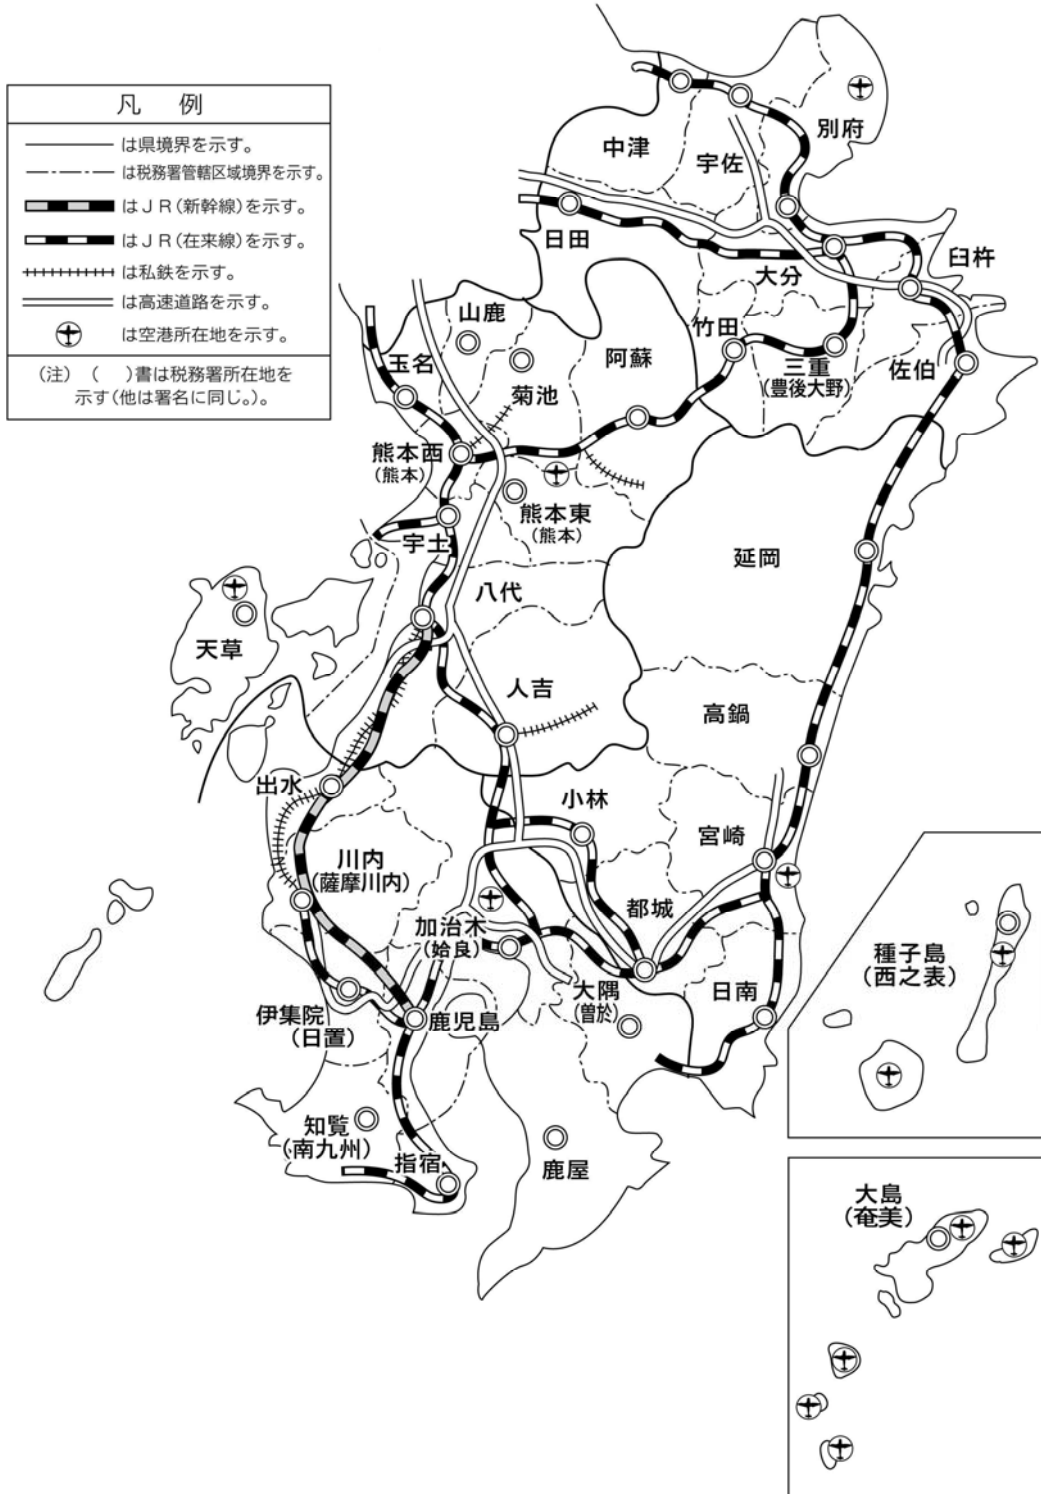 凡 例
は県境界を示す。
は税務署管轄区域境界を示す。
はJR(新幹線)を示す。
はJR(在来線)を示す。
は私鉄を示す。
は高速道路を示す。
は空港所在地を示す。
(注) ( )書は税務署所在地を
示す(他は署名に同じ。)。
別府
中津
宇佐
日田
大分
臼杵
竹田
三重
(豊後大野)
佐伯
山鹿
玉名
菊池
阿蘇
熊本西
(熊本)
熊本東
(熊本)
宇土
八代
天草
人吉
延岡
高鍋
出水
小林
宮崎
川内
(薩摩川内)
加治木
(姶良)
都城
大隅
(曽於)
日南
伊集院
(日置)
鹿児島
知覧
(南九州)
指宿
鹿屋
種子島
(西之表)
大島
(奄美)